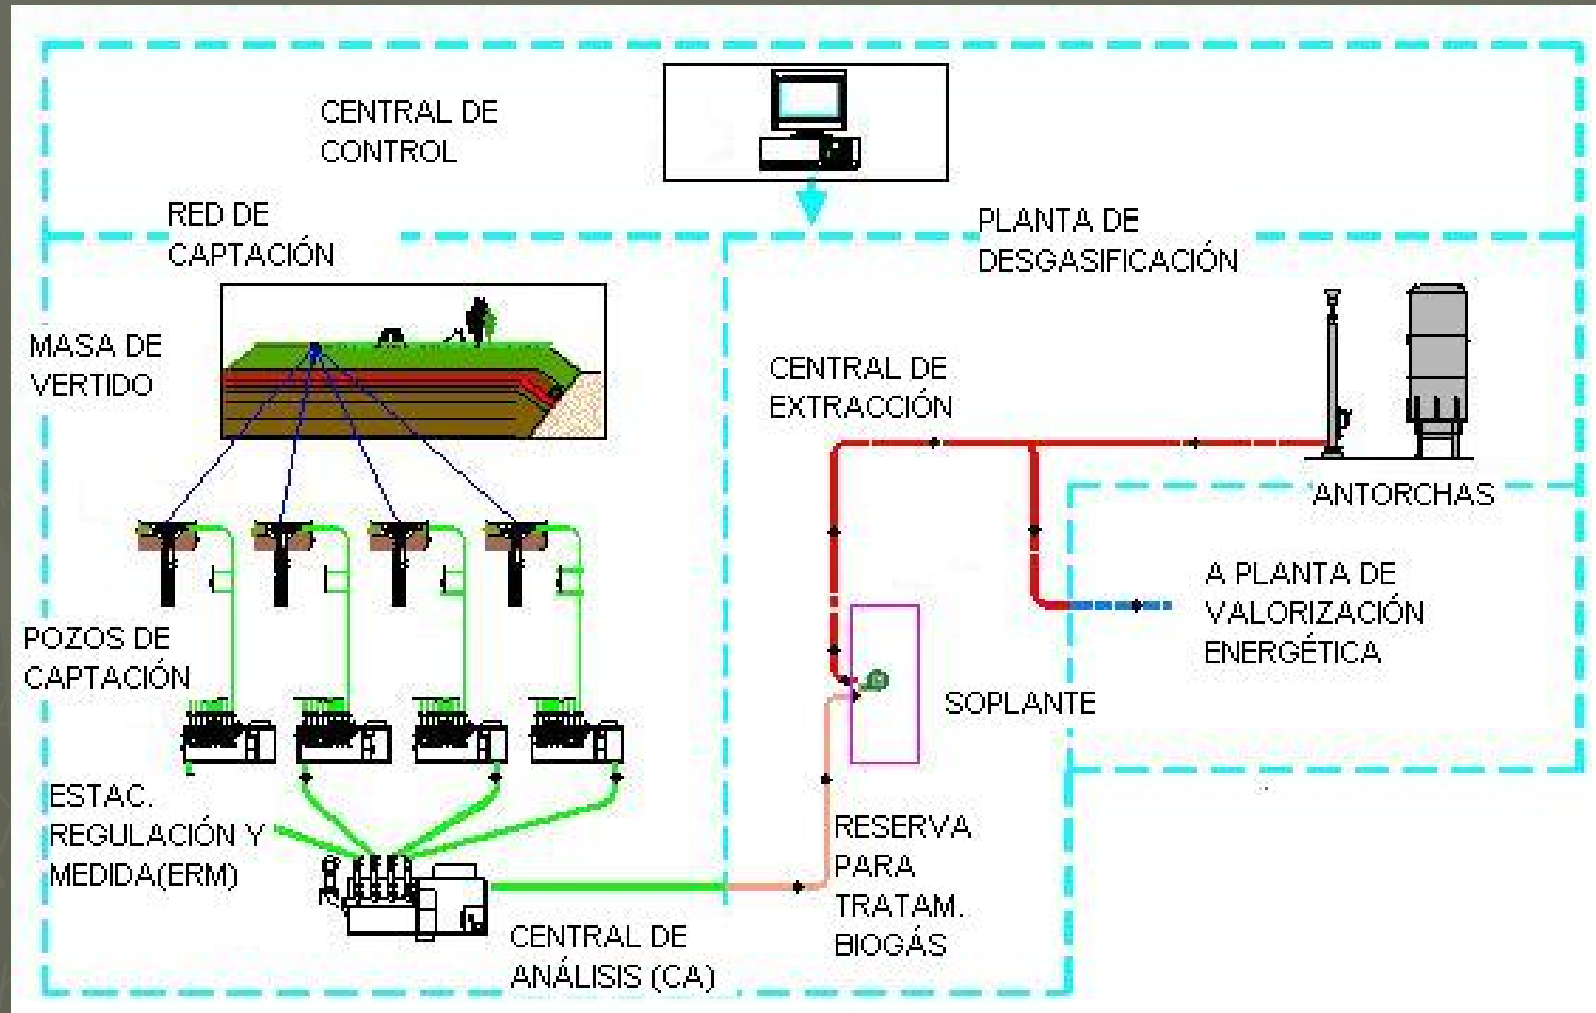 CENTRAL DE
CONTROL
RED DE
CAPTACIÓN
PLANTA DE
DESGASIFICACIÓN
MASA DE
VERTIDO
CENTRAL DE
EXTRACCIÓN
ANTORCHAS
A PLANTA DE
VALORIZACIÓN
ENERGÉTICA
POZOS DE
CAPTACIÓN
SOPLANTE
ESTAC.
REGULACIÓN Y
MEDIDA(ERM)
RESERVA
PARA
TRATAM.
BIOGÁS
CENTRAL DE
ANÁLISIS (CA)